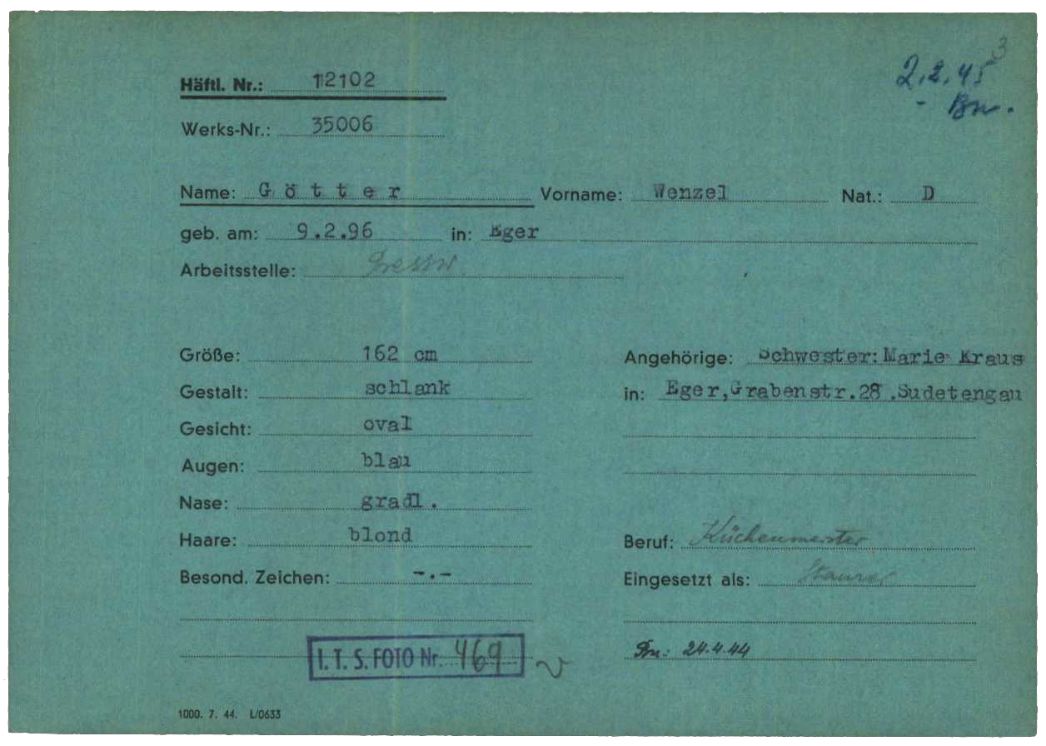 3
2.2.45
- Bu.
Häftl. Nr.: 12102
Werks-Nr.: 35006
Name: Götter Vorname: Wenzel Nat.: D
geb. am: 9.2.96 in: Eger
Arbeitsstelle:
Größe: 162 cm
Gestalt: schlank
Gesicht: oval
Augen: blau
Nase: gradl.
Haare: blond
Besond. Zeichen: -.-
Angehörige: Schwester: Marie Kraus
in: Eger, Grabenstr.28.Sudetengau
Beruf: Küchenmeister
Eingesetzt als:
24.4.44
I. T. S. FOTO Nr. 469
1000. 7. 44. L/0633